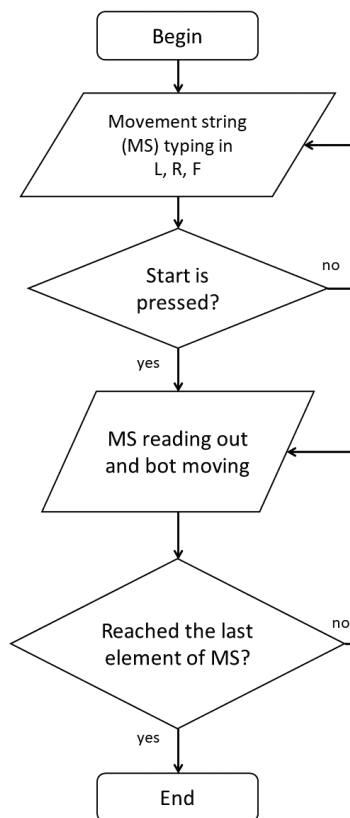 Begin
Movement string
(MS) typing in
L, R, F
Start is
pressed?
no
yes
MS reading out
and bot moving
Reached the last
element of MS?
no
yes
End